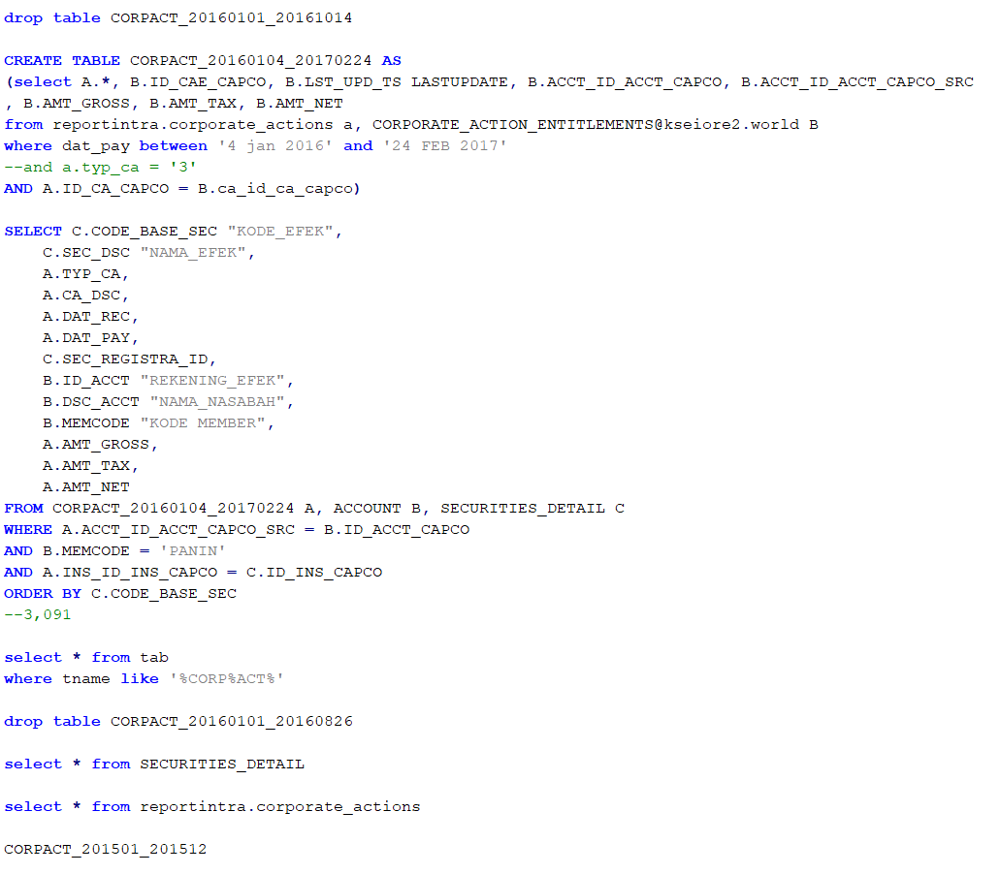 drop table CORPACT_20160101_20161014
CREATE TABLE CORPACT_20160104_20170224 AS
(select A.*, B.ID_CAE_CAPCO, B.LST_UPD_TS LASTUPDATE, B.ACCT_ID_ACCT_CAPCO, B.ACCT_ID_ACCT_CAPCO_SRC
, B.AMT_GROSS, B.AMT_TAX, B.AMT_NET
from reportintra.corporate_actions a, CORPORATE_ACTION_ENTITLEMENTS@kseiore2.world B
where dat_pay between '4 jan 2016' and '24 FEB 2017'
--and a.typ_ca = '3'
AND A.ID_CA_CAPCO = B.ca_id_ca_capco)
SELECT C.CODE_BASE_SEC "KODE_EFEK",
C.SEC_DSC "NAMA_EFEK",
A.TYP_CA,
A.CA_DSC,
A.DAT_REC,
A.DAT_PAY,
C.SEC_REGISTRA_ID,
B.ID_ACCT "REKENING_EFEK",
B.DSC_ACCT "NAMA_NASABAH",
B.MEMCODE "KODE MEMBER",
A.AMT_GROSS,
A.AMT_TAX,
A.AMT_NET
FROM CORPACT_20160104_20170224 A, ACCOUNT B, SECURITIES_DETAIL C
WHERE A.ACCT_ID_ACCT_CAPCO_SRC = B.ID_ACCT_CAPCO
AND B.MEMCODE = 'PANIN'
AND A.INS_ID_INS_CAPCO = C.ID_INS_CAPCO
ORDER BY C.CODE_BASE_SEC
--3,091
select * from tab
where tname like '%CORP%ACT%'
drop table CORPACT_20160101_20160826
select * from SECURITIES_DETAIL
select * from reportintra.corporate_actions
CORPACT_201501_201512